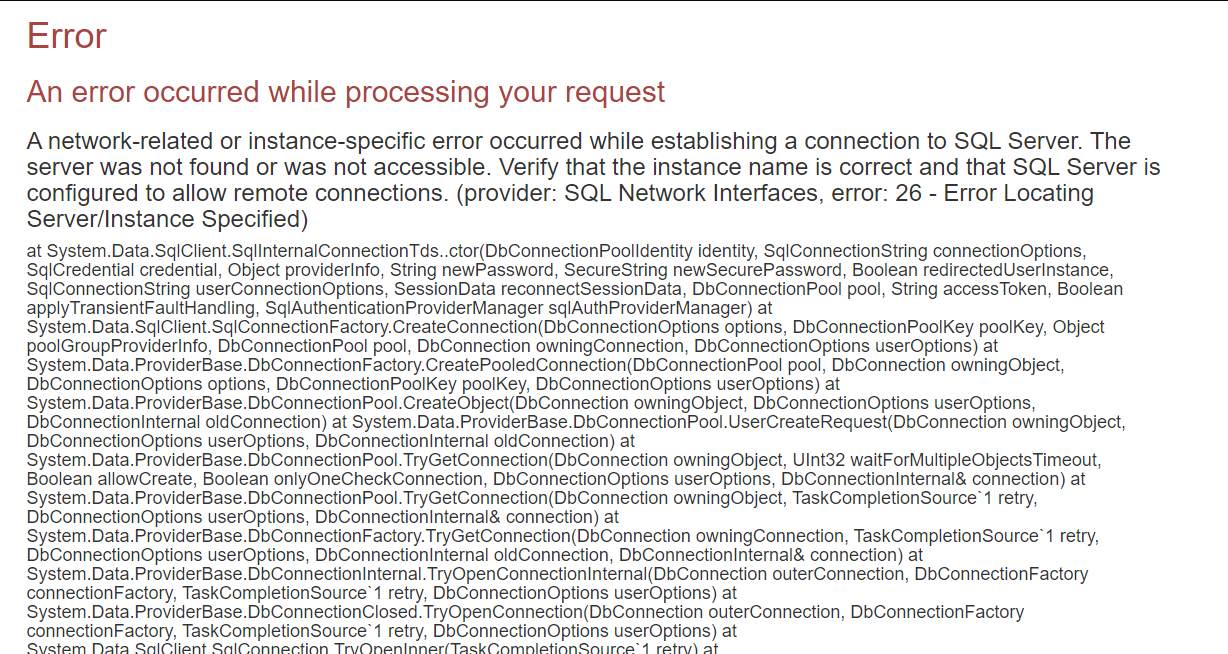 Error
An error occurred while processing your request
A network-related or instance-specific error occurred while establishing a connection to SQL Server. The
server was not found or was not accessible. Verify that the instance name is correct and that SQL Server is
configured to allow remote connections. (provider: SQL Network Interfaces, error: 26 - Error Locating
Server/Instance Specified)
at System.Data.SqlClient.SqlInternalConnectionTds..ctor(DbConnectionPoolIdentity identity, SqlConnectionString connectionOptions,
SqlCredential credential, Object providerInfo, String newPassword, SecureString newSecurePassword, Boolean redirectedUserInstance,
SqlConnectionString userConnectionOptions, SessionData reconnectSessionData, DbConnectionPool pool, String accessToken, Boolean
applyTransientFaultHandling, SqlAuthenticationProviderManager sqlAuthProviderManager) at
System.Data.SqlClient.SqlConnectionFactory.CreateConnection(DbConnectionOptions options, DbConnectionPoolKey poolKey, Object
poolGroupProviderInfo, DbConnectionPool pool, DbConnection owningConnection, DbConnectionOptions userOptions) at
System.Data.ProviderBase.DbConnectionFactory.CreatePooledConnection(DbConnectionPool pool, DbConnection owningObject,
DbConnectionOptions options, DbConnectionPoolKey poolKey, DbConnectionOptions userOptions) at
System.Data.ProviderBase.DbConnectionPool.CreateObject(DbConnection owningObject, DbConnectionOptions userOptions,
DbConnectionInternal oldConnection) at System.Data.ProviderBase.DbConnectionPool.UserCreateRequest(DbConnection owningObject,
DbConnectionOptions userOptions, DbConnectionInternal oldConnection) at
System.Data.ProviderBase.DbConnectionPool.TryGetConnection(DbConnection owningObject, UInt32 waitForMultipleObjectsTimeout,
Boolean allowCreate, Boolean onlyOneCheckConnection, DbConnectionOptions userOptions, DbConnectionInternal& connection) at
System.Data.ProviderBase.DbConnectionPool.TryGetConnection(DbConnection owningObject, TaskCompletionSource`1 retry,
DbConnectionOptions userOptions, DbConnectionInternal& connection) at
System.Data.ProviderBase.DbConnectionFactory.TryGetConnection(DbConnection owningConnection, TaskCompletionSource`1 retry,
DbConnectionOptions userOptions, DbConnectionInternal oldConnection, DbConnectionInternal& connection) at
System.Data.ProviderBase.DbConnectionInternal.TryOpenConnectionInternal(DbConnection outerConnection, DbConnectionFactory
connectionFactory, TaskCompletionSource`1 retry, DbConnectionOptions userOptions) at
System.Data.ProviderBase.DbConnectionClosed.TryOpenConnection(DbConnection outerConnection, DbConnectionFactory
connectionFactory, TaskCompletionSource`1 retry, DbConnectionOptions userOptions) at
System.Data.SqlClient.SqlConnection.TryOpenInner(TaskCompletionSource`1 retry) at